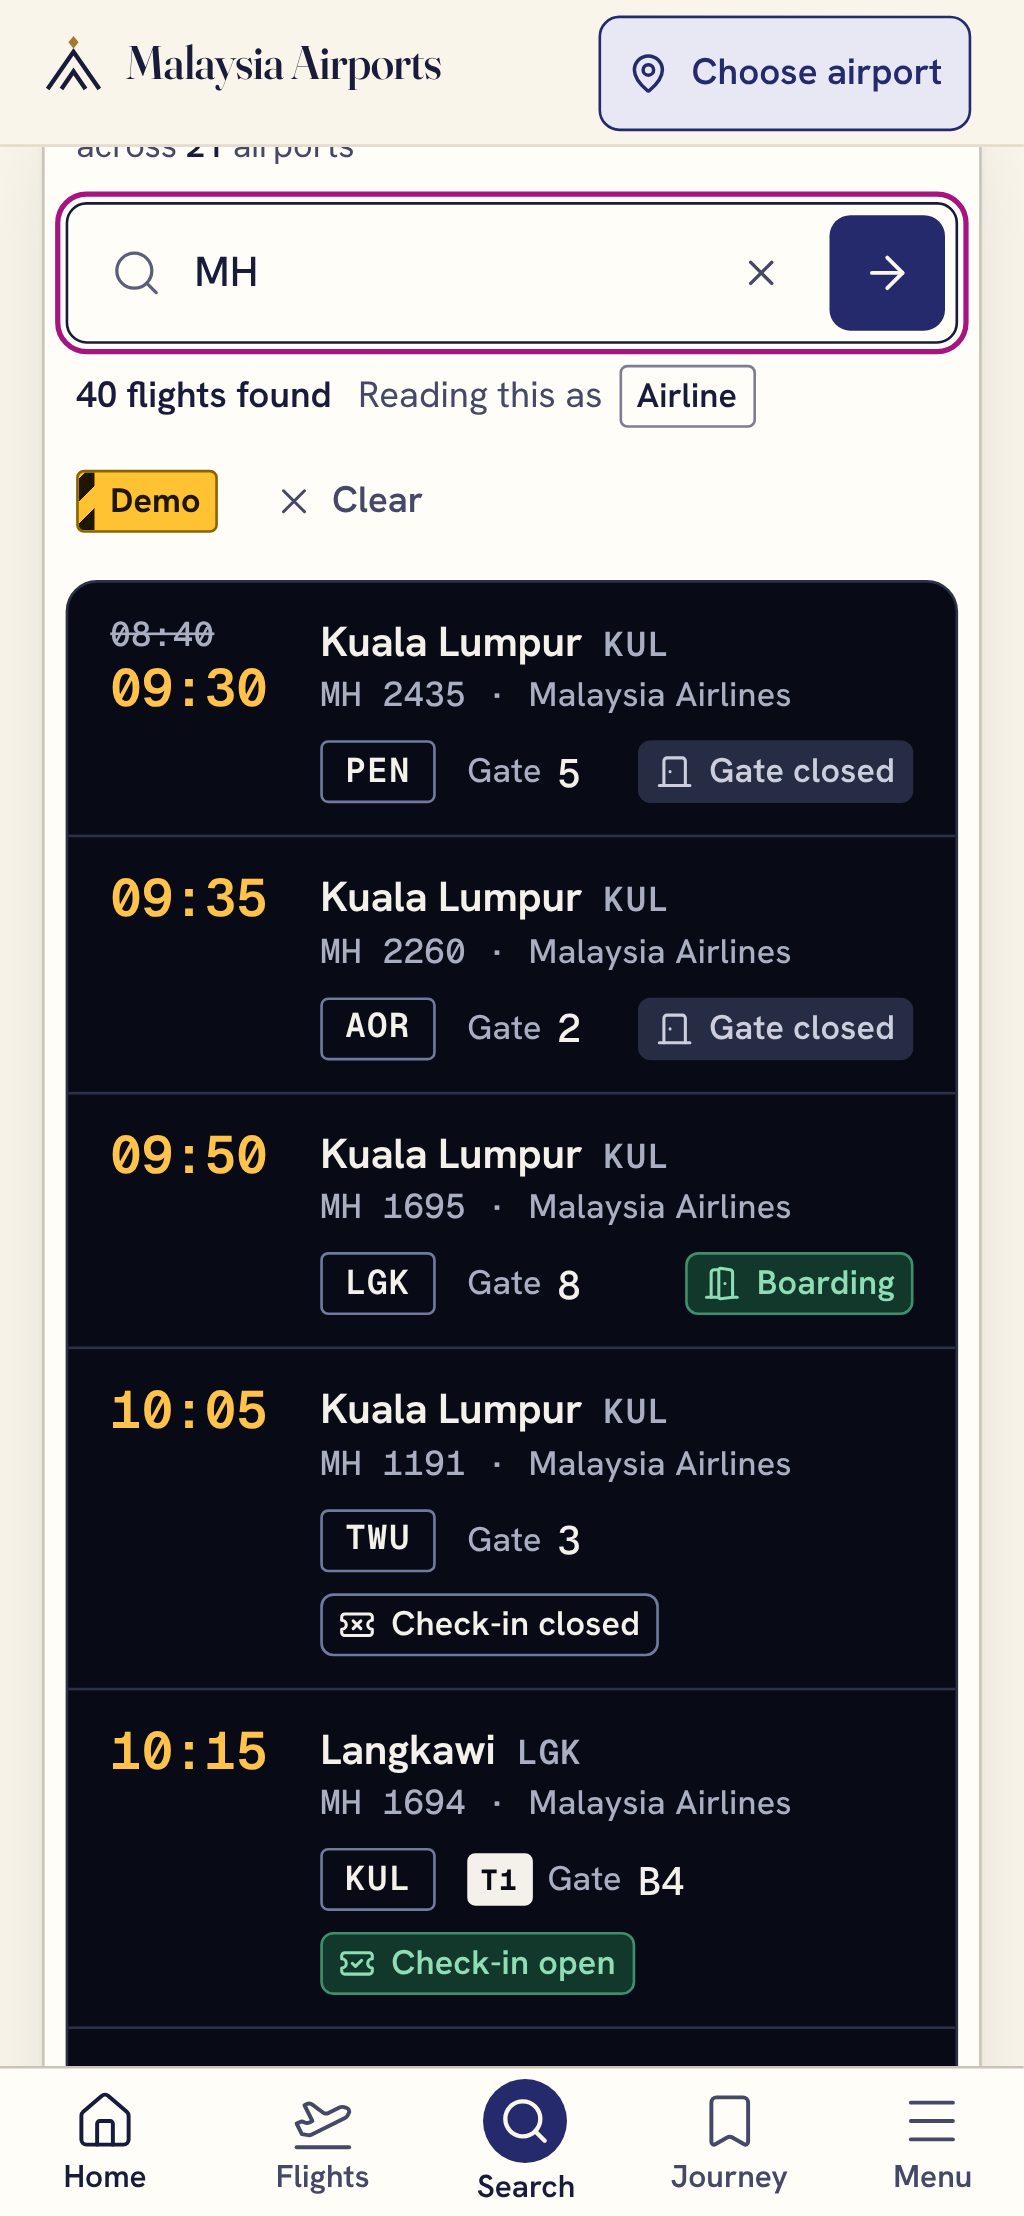 Malaysia Airports
Choose airport
across 21 airports
MH
40 flights found Reading this as Airline
Demo Clear
08:40
09:30
Kuala Lumpur KUL
MH 2435 · Malaysia Airlines
PEN Gate 5 Gate closed
09:35
Kuala Lumpur KUL
MH 2260 · Malaysia Airlines
AOR Gate 2 Gate closed
09:50
Kuala Lumpur KUL
MH 1695 · Malaysia Airlines
LGK Gate 8 Boarding
10:05
Kuala Lumpur KUL
MH 1191 · Malaysia Airlines
TWU Gate 3
Check-in closed
10:15
Langkawi LGK
MH 1694 · Malaysia Airlines
KUL T1 Gate B4
Check-in open
Home Flights Search Journey Menu